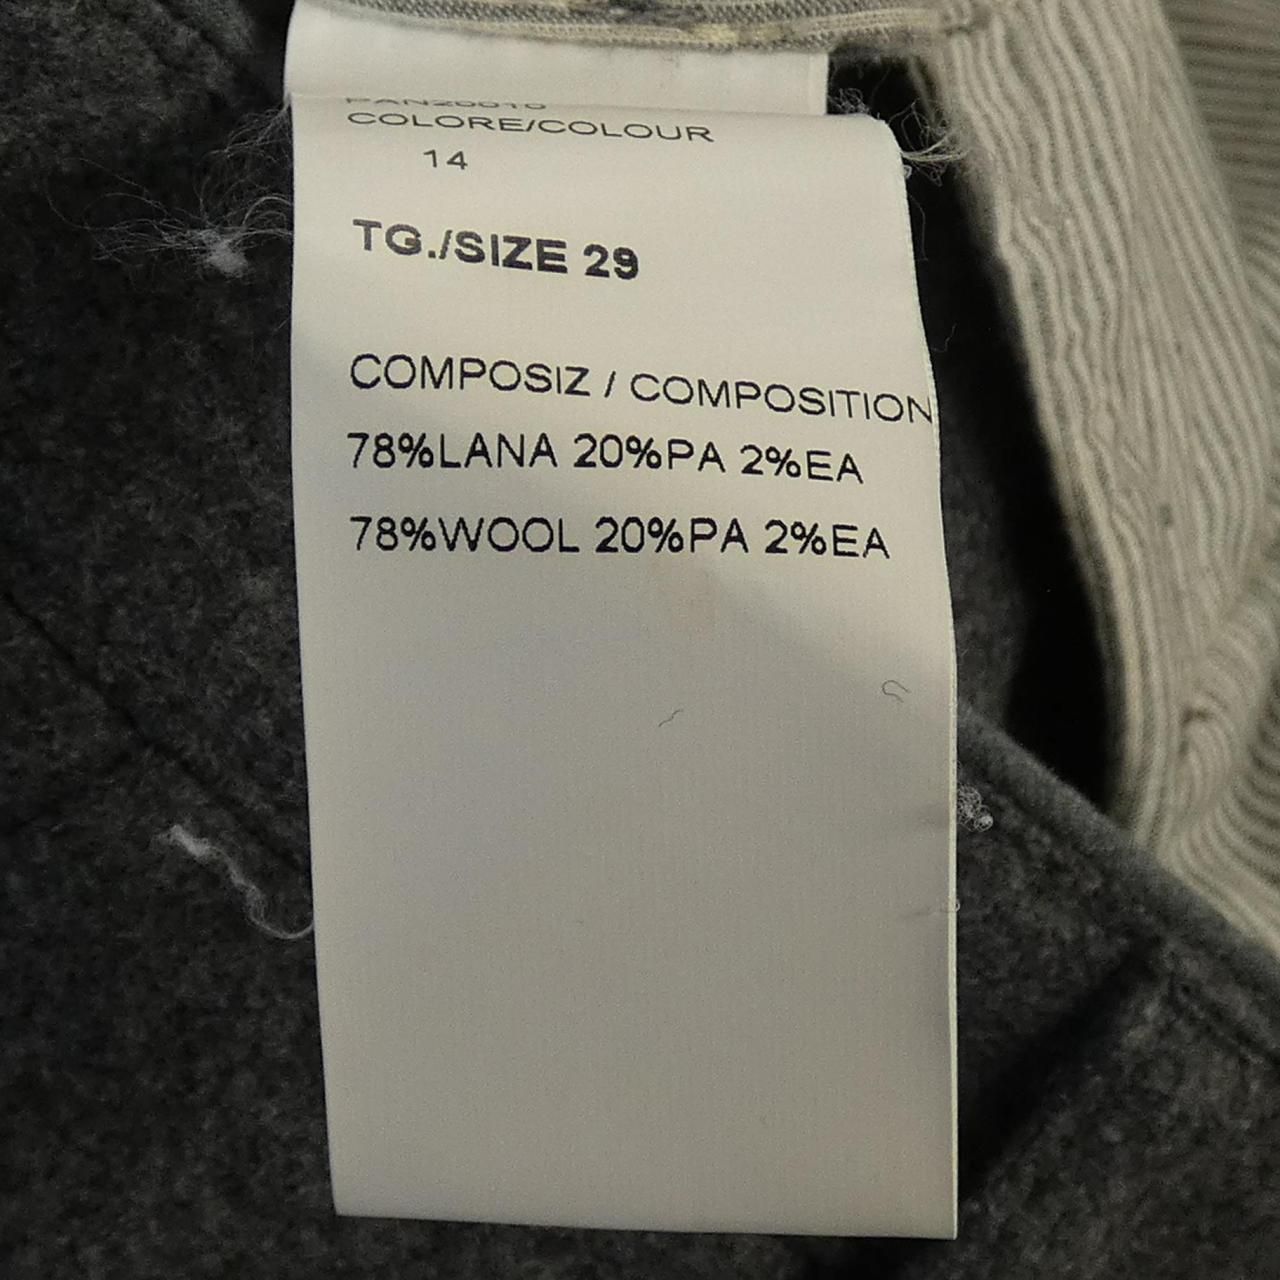 PAN20010
COLORE/COLOUR
14
TG./SIZE 29
COMPOSIZ / COMPOSITION
78%LANA 20%PA 2%EA
78%WOOL 20%PA 2%EA